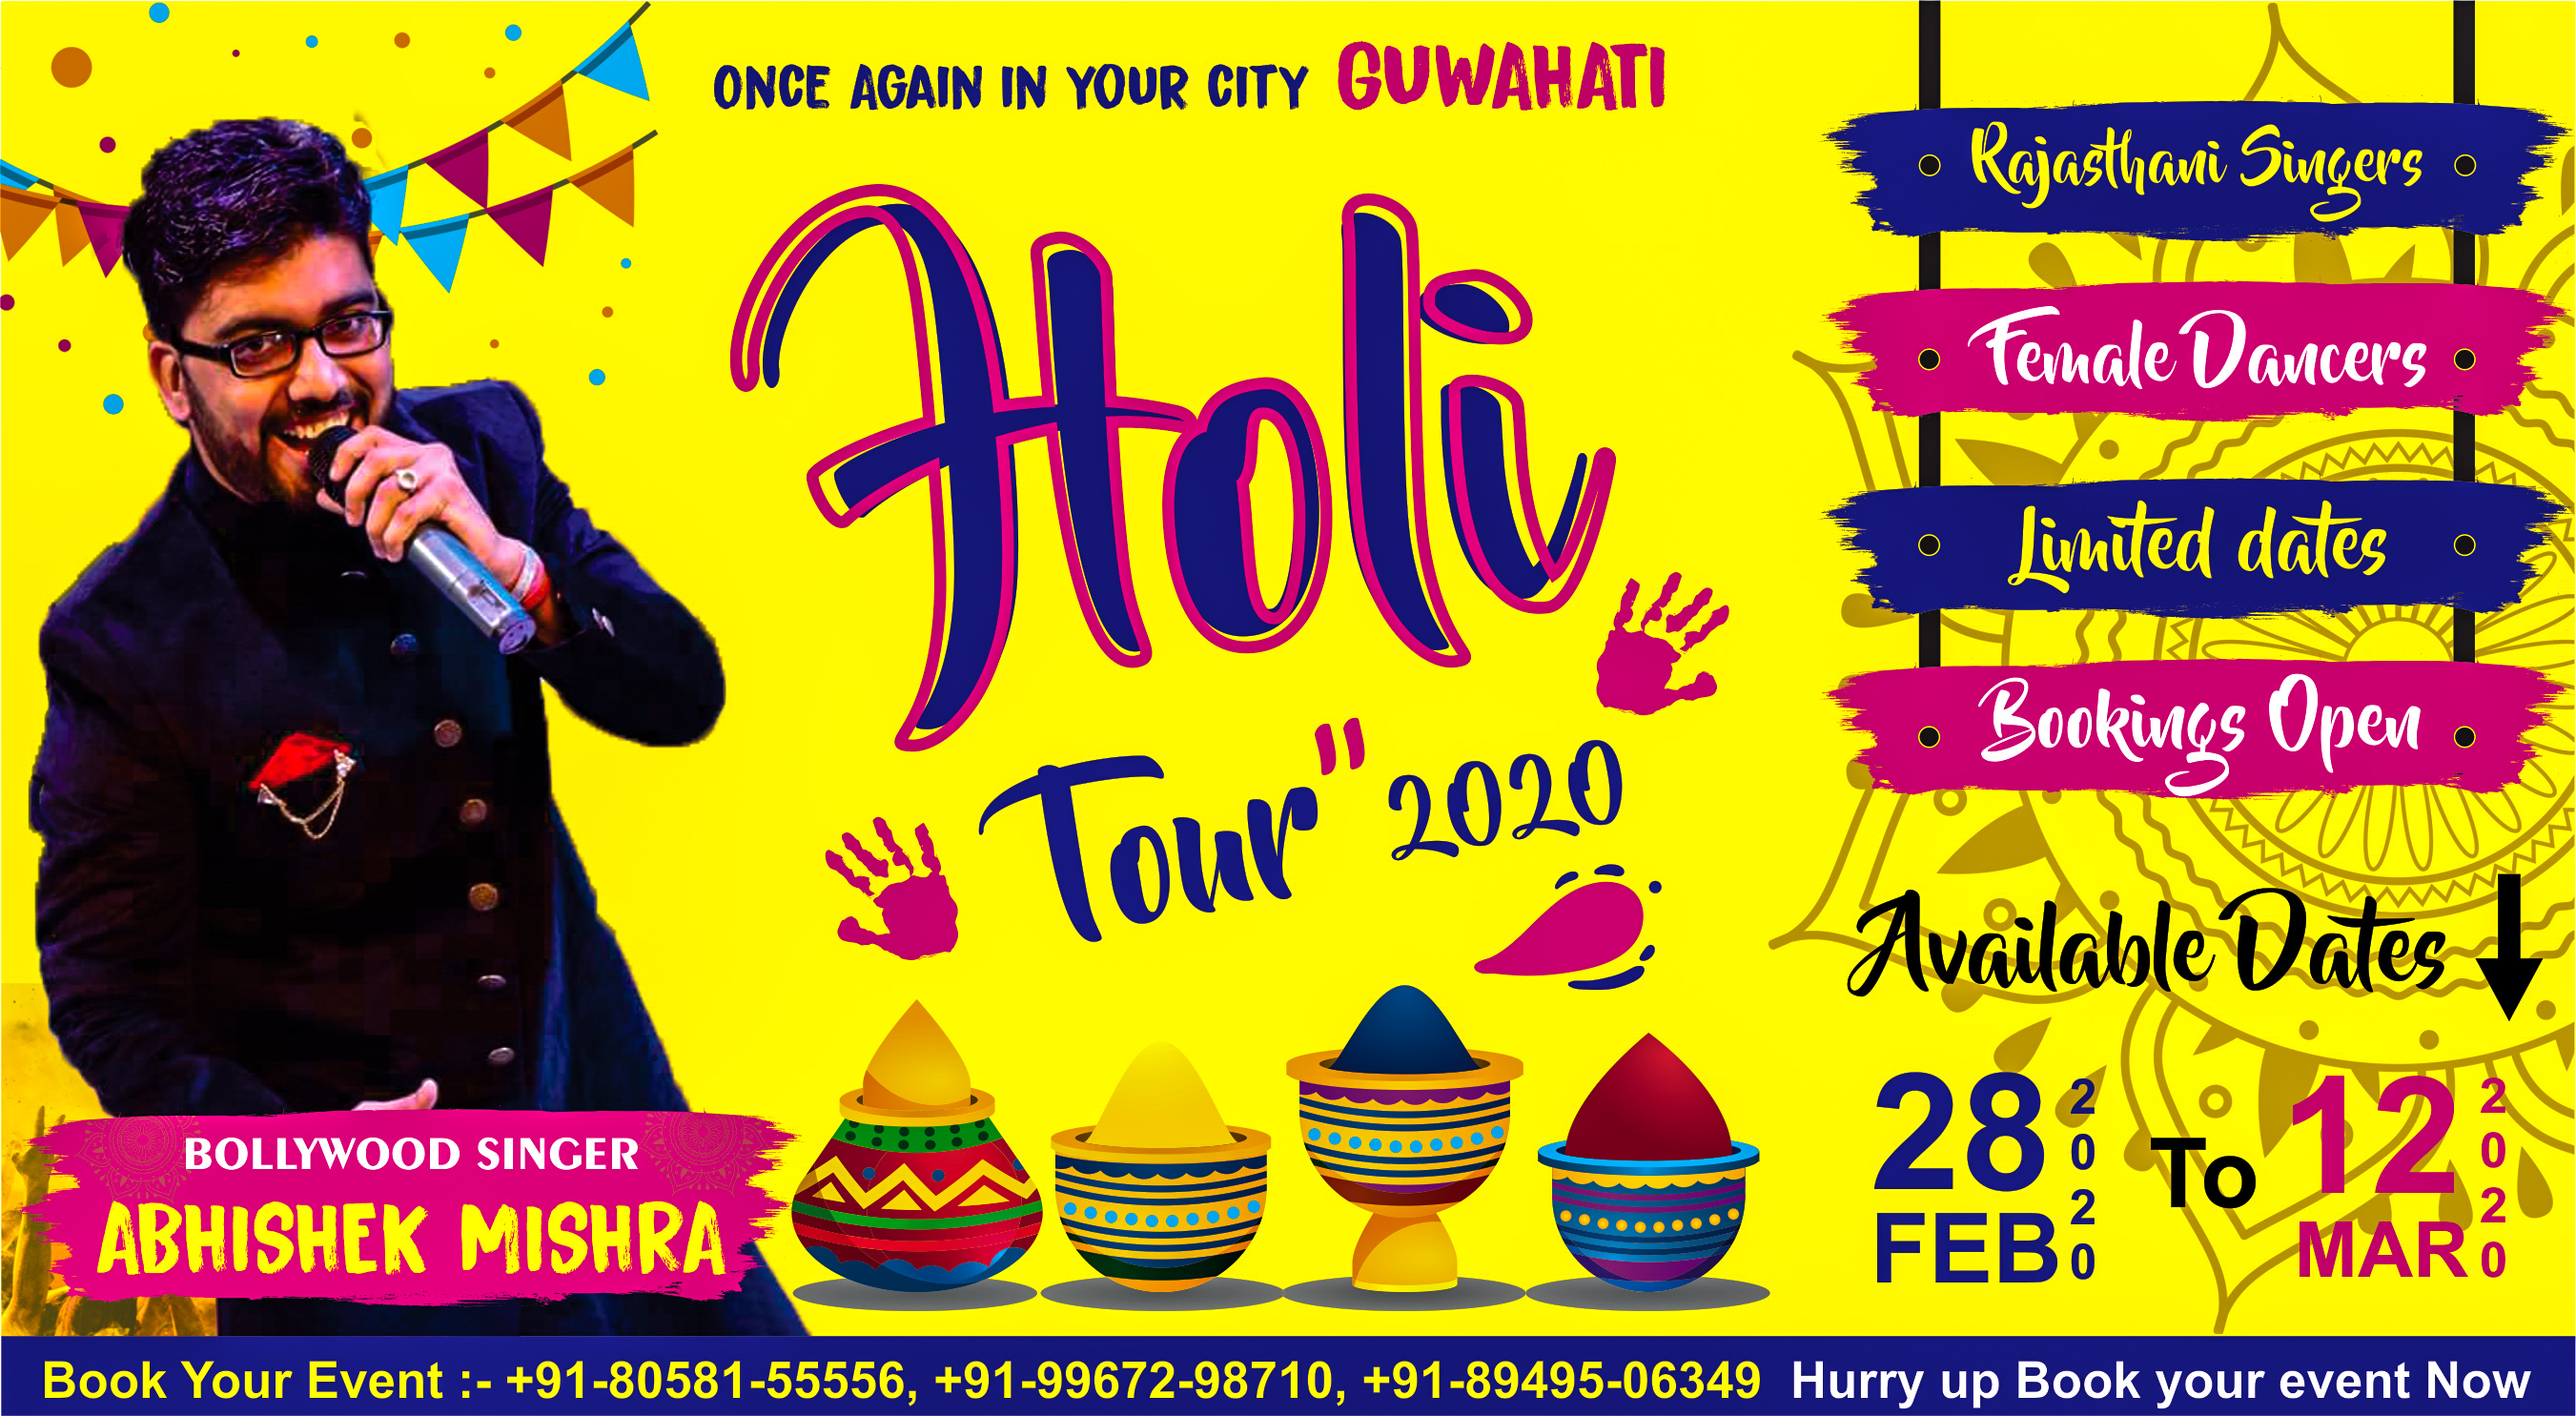 ONCE AGAIN IN YOUR CITY GUWAHATI
Holi
Tour" 2020
Rajasthani Singers
Female Dancers
Limited dates
Bookings Open
Available Dates
28 FEB 2020 To 12 MAR 2020
BOLLYWOOD SINGER
ABHISHEK MISHRA
Book Your Event :- +91-80581-55556, +91-99672-98710, +91-89495-06349 Hurry up Book your event Now